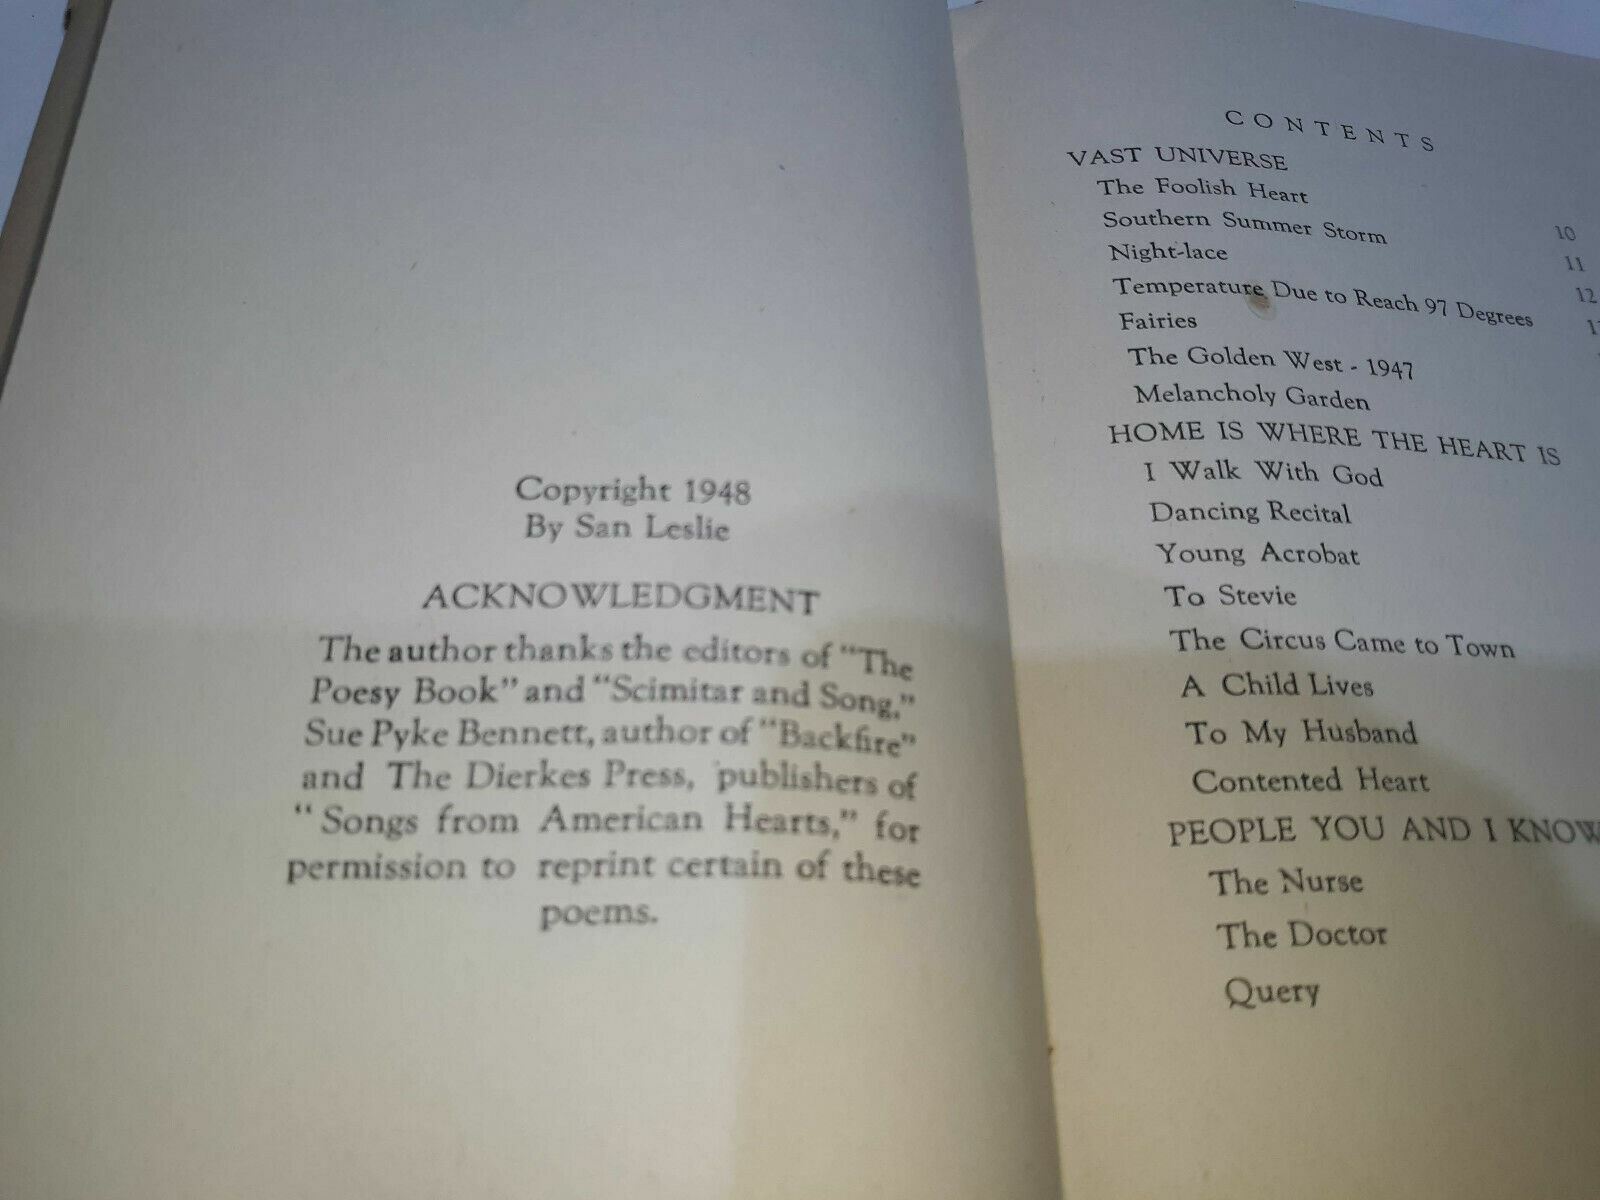 Copyright 1948
By San Leslie
ACKNOWLEDGMENT
The author thanks the editors of "The
Poesy Book" and "Scimitar and Song,"
Sue Pyke Bennett, author of "Backfire"
and The Dierkes Press, publishers of
"Songs from American Hearts," for
permission to reprint certain of these
poems.
CONTENTS
VAST UNIVERSE
The Foolish Heart 10
Southern Summer Storm 11
Night-lace 12
Temperature Due to Reach 97 Degrees
Fairies
The Golden West - 1947
Melancholy Garden
HOME IS WHERE THE HEART IS
I Walk With God
Dancing Recital
Young Acrobat
To Stevie
The Circus Came to Town
A Child Lives
To My Husband
Contented Heart
PEOPLE YOU AND I KNOW
The Nurse
The Doctor
Query